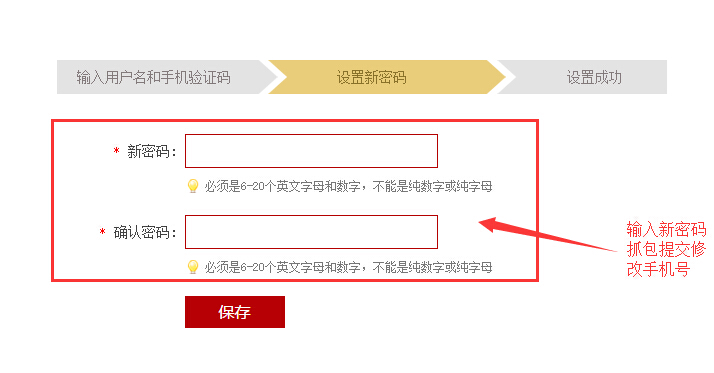 输入用户名和手机验证码 设置新密码 设置成功
* 新密码：
必须是6-20个英文字母和数字，不能是纯数字或纯字母
* 确认密码：
必须是6-20个英文字母和数字，不能是纯数字或纯字母
保存
输入新密码
抓包提交修
改手机号